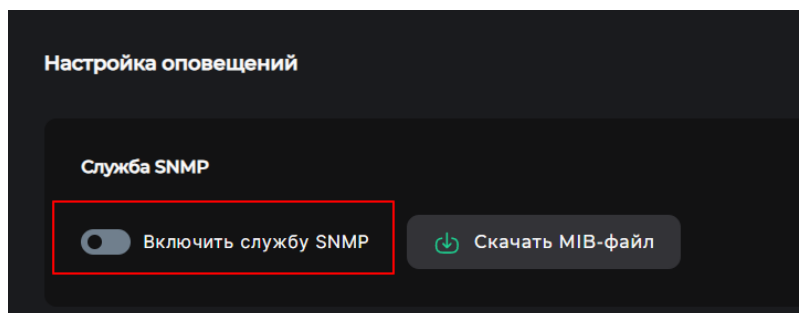 Настройка оповещений
Служба SNMP
Включить службу SNMP
Скачать MIB-файл